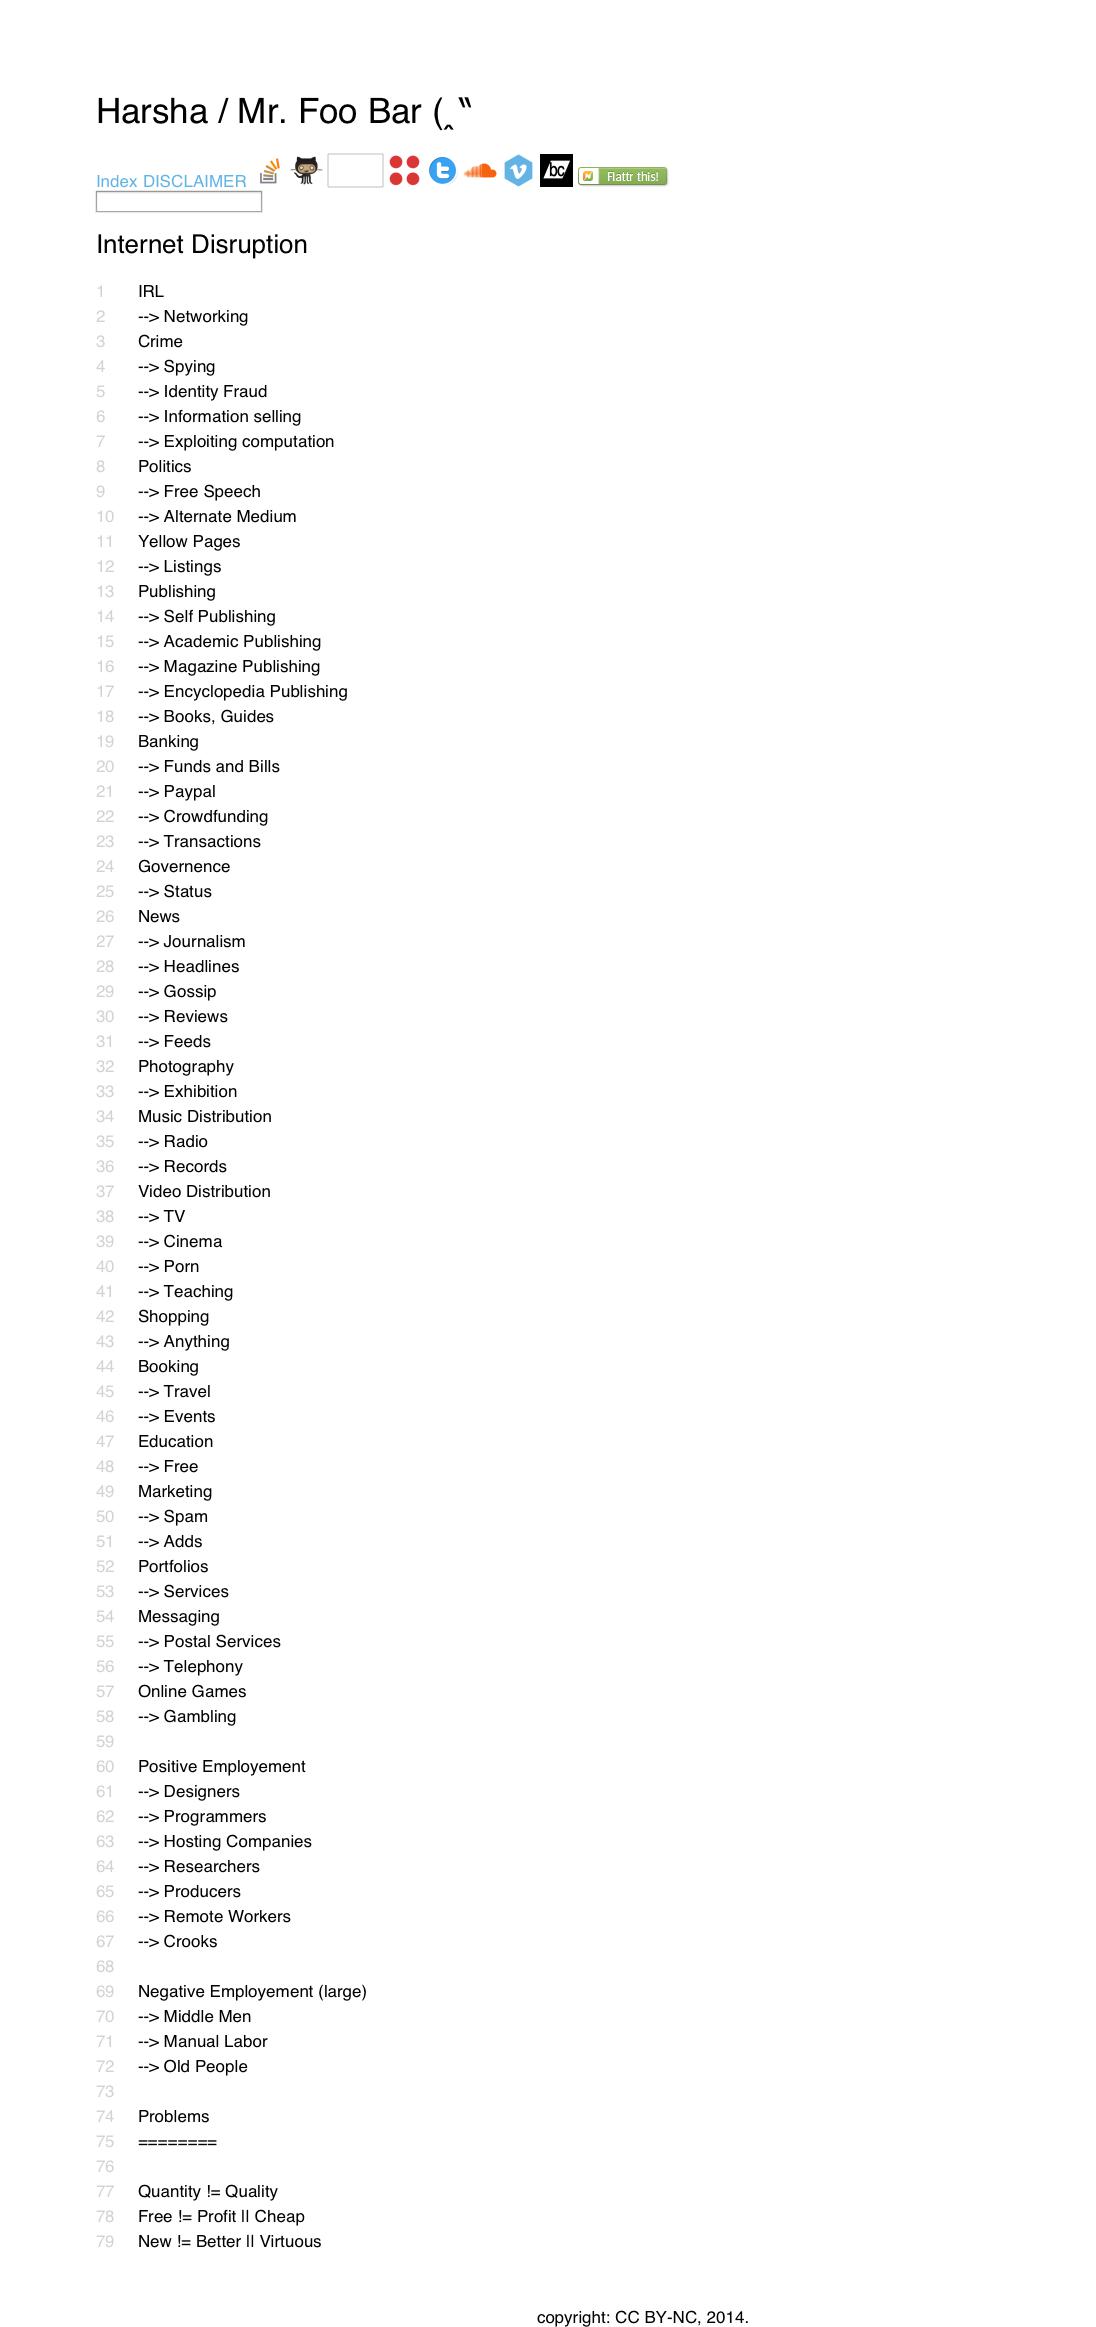 Harsha / Mr. Foo Bar (‸‶
Index DISCLAIMER bc Flattr this!
Internet Disruption
1 IRL
2 --> Networking
3 Crime
4 --> Spying
5 --> Identity Fraud
6 --> Information selling
7 --> Exploiting computation
8 Politics
9 --> Free Speech
10 --> Alternate Medium
11 Yellow Pages
12 --> Listings
13 Publishing
14 --> Self Publishing
15 --> Academic Publishing
16 --> Magazine Publishing
17 --> Encyclopedia Publishing
18 --> Books, Guides
19 Banking
20 --> Funds and Bills
21 --> Paypal
22 --> Crowdfunding
23 --> Transactions
24 Governence
25 --> Status
26 News
27 --> Journalism
28 --> Headlines
29 --> Gossip
30 --> Reviews
31 --> Feeds
32 Photography
33 --> Exhibition
34 Music Distribution
35 --> Radio
36 --> Records
37 Video Distribution
38 --> TV
39 --> Cinema
40 --> Porn
41 --> Teaching
42 Shopping
43 --> Anything
44 Booking
45 --> Travel
46 --> Events
47 Education
48 --> Free
49 Marketing
50 --> Spam
51 --> Adds
52 Portfolios
53 --> Services
54 Messaging
55 --> Postal Services
56 --> Telephony
57 Online Games
58 --> Gambling
59
60 Positive Employement
61 --> Designers
62 --> Programmers
63 --> Hosting Companies
64 --> Researchers
65 --> Producers
66 --> Remote Workers
67 --> Crooks
68
69 Negative Employement (large)
70 --> Middle Men
71 --> Manual Labor
72 --> Old People
73
74 Problems
75 ========
76
77 Quantity != Quality
78 Free != Profit || Cheap
79 New != Better || Virtuous
copyright: CC BY-NC, 2014.